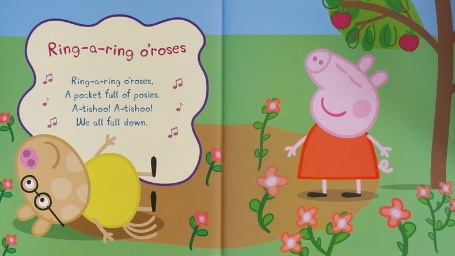 Ring-a-ring o'roses
Ring-a-ring o'roses,
A pocket full of posies.
A-tishoo! A-tishoo!
We all fall down.